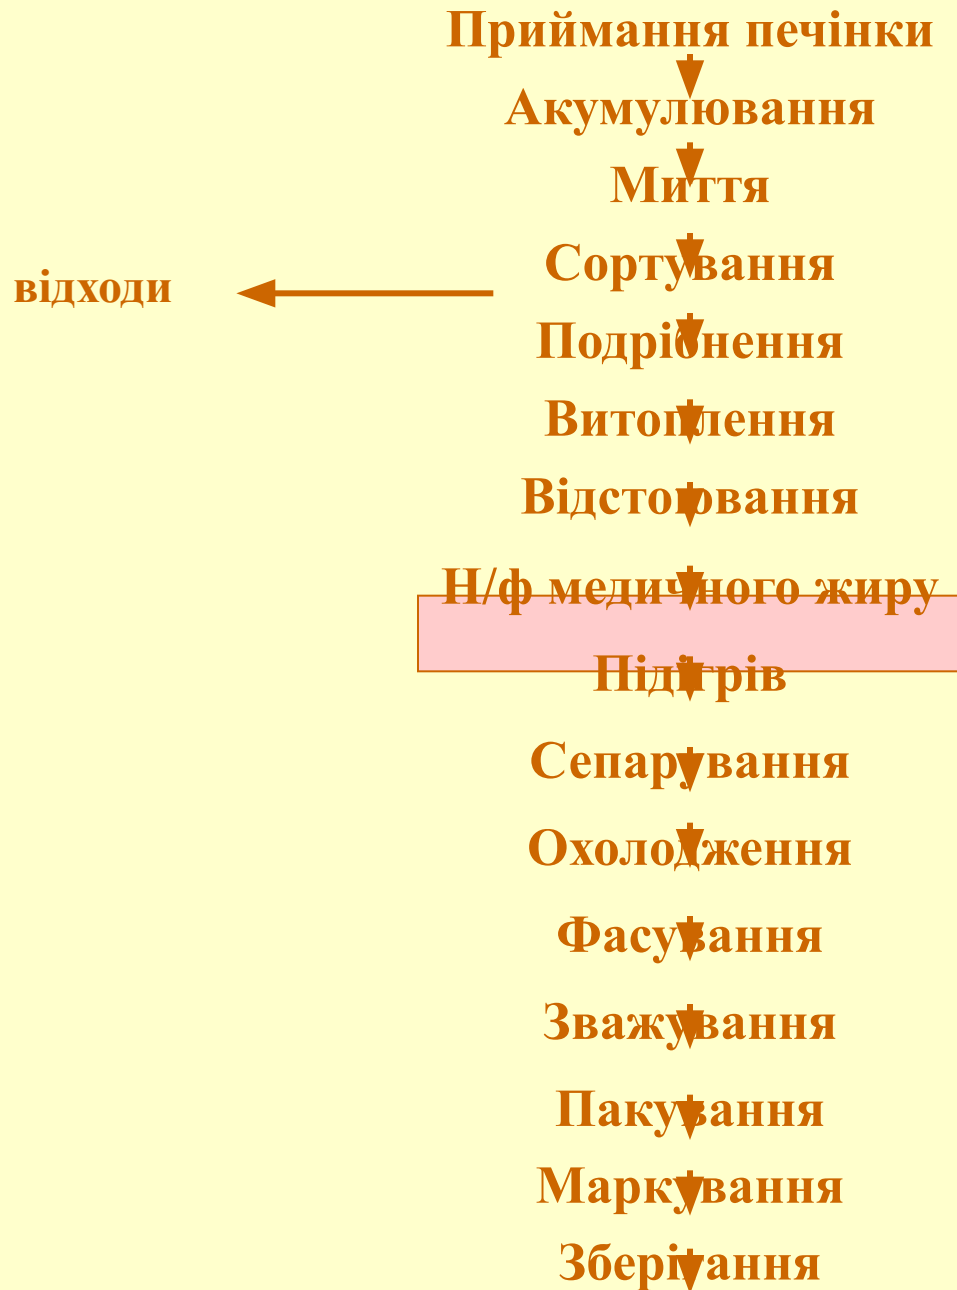 Приймання печінки
Акумулювання
Миття
Сортування
відходи
Подрібнення
Витоплення
Відстоювання
Н/ф медичного жиру
Підігрів
Сепарування
Охолодження
Фасування
Зважування
Пакування
Маркування
Зберігання